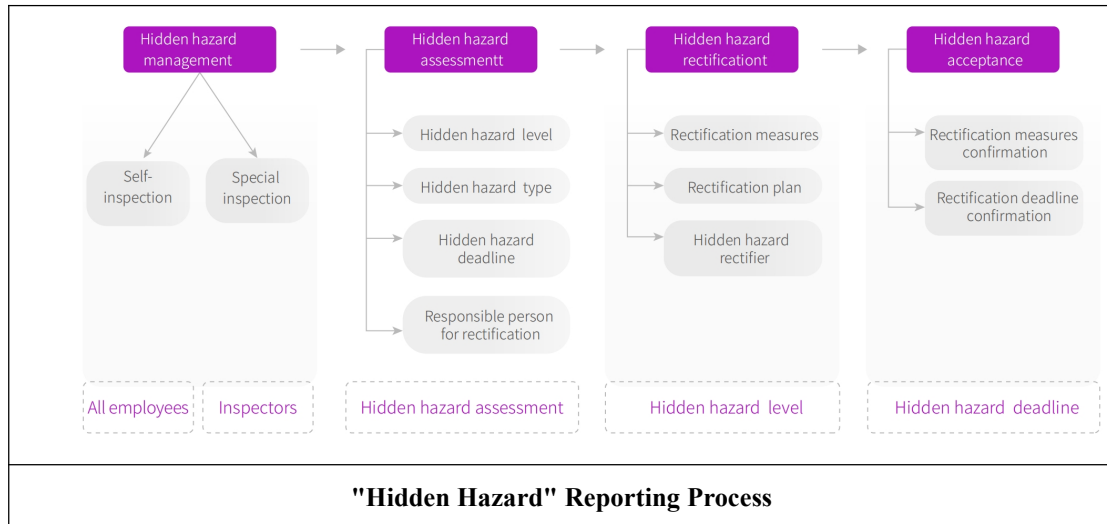 Hidden hazard
management
Hidden hazard
assessmentt
Hidden hazard
rectificationt
Hidden hazard
acceptance
Self-
inspection
Special
inspection
Hidden hazard level
Hidden hazard type
Hidden hazard
deadline
Responsible person
for rectification
Rectification measures
Rectification plan
Hidden hazard
rectifier
Rectification measures
confirmation
Rectification deadline
confirmation
All employees
Inspectors
Hidden hazard assessment
Hidden hazard level
Hidden hazard deadline
"Hidden Hazard" Reporting Process